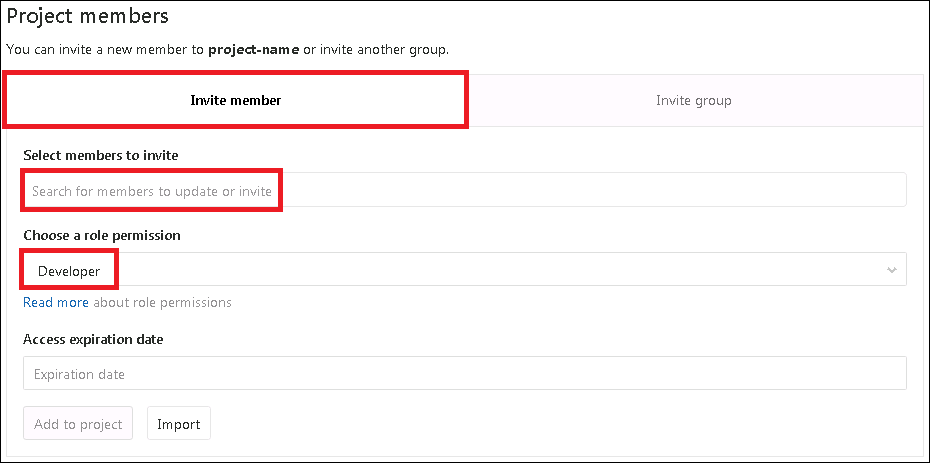 Project members
You can invite a new member to project-name or invite another group.
Invite member
Invite group
Select members to invite
Search for members to update or invite
Choose a role permission
Developer
Read more about role permissions
Access expiration date
Expiration date
Add to project
Import